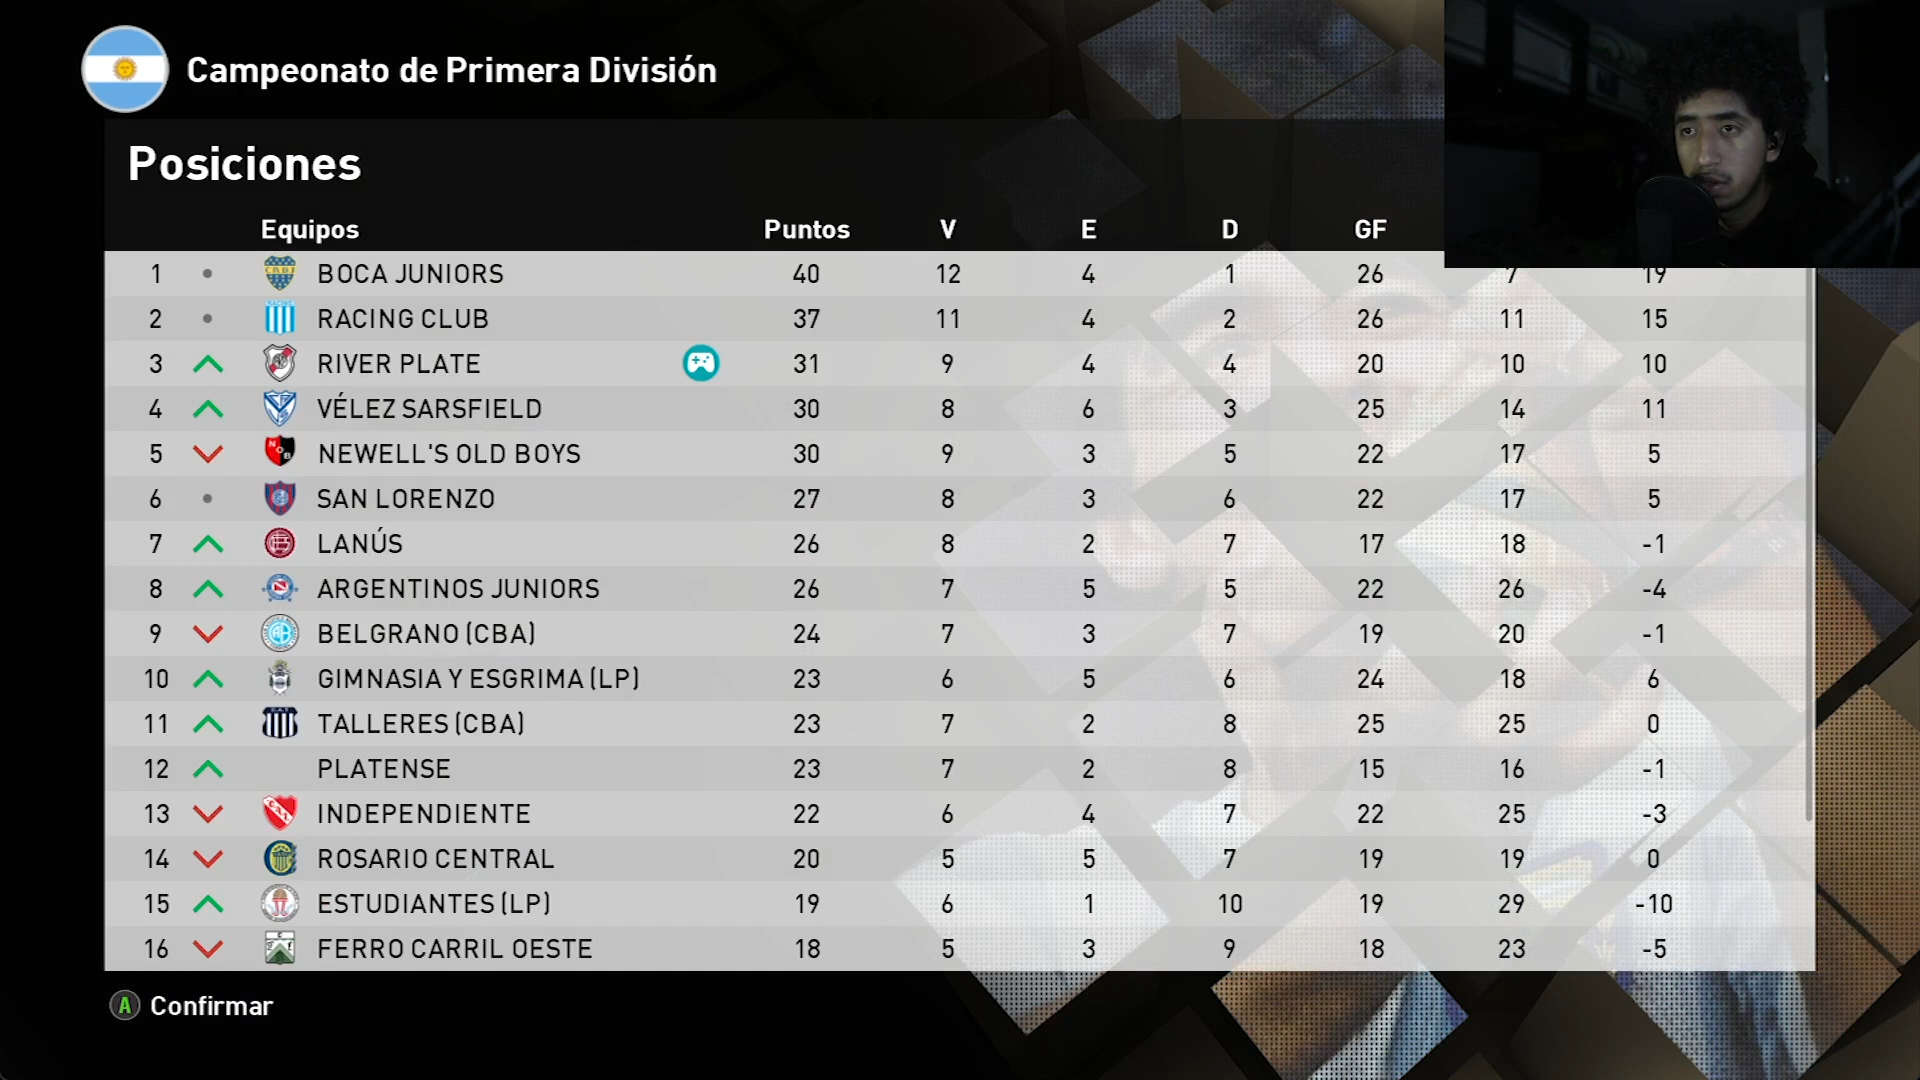 Campeonato de Primera División
Posiciones
Equipos Puntos V E D GF
1 BOCA JUNIORS 40 12 4 1 26 7 19
2 RACING CLUB 37 11 4 2 26 11 15
3 RIVER PLATE 31 9 4 4 20 10 10
4 VÉLEZ SARSFIELD 30 8 6 3 25 14 11
5 NEWELL'S OLD BOYS 30 9 3 5 22 17 5
6 SAN LORENZO 27 8 3 6 22 17 5
7 LANÚS 26 8 2 7 17 18 -1
8 ARGENTINOS JUNIORS 26 7 5 5 22 26 -4
9 BELGRANO (CBA) 24 7 3 7 19 20 -1
10 GIMNASIA Y ESGRIMA (LP) 23 6 5 6 24 18 6
11 TALLERES (CBA) 23 7 2 8 25 25 0
12 PLATENSE 23 7 2 8 15 16 -1
13 INDEPENDIENTE 22 6 4 7 22 25 -3
14 ROSARIO CENTRAL 20 5 5 7 19 19 0
15 ESTUDIANTES (LP) 19 6 1 10 19 29 -10
16 FERRO CARRIL OESTE 18 5 3 9 18 23 -5
A Confirmar